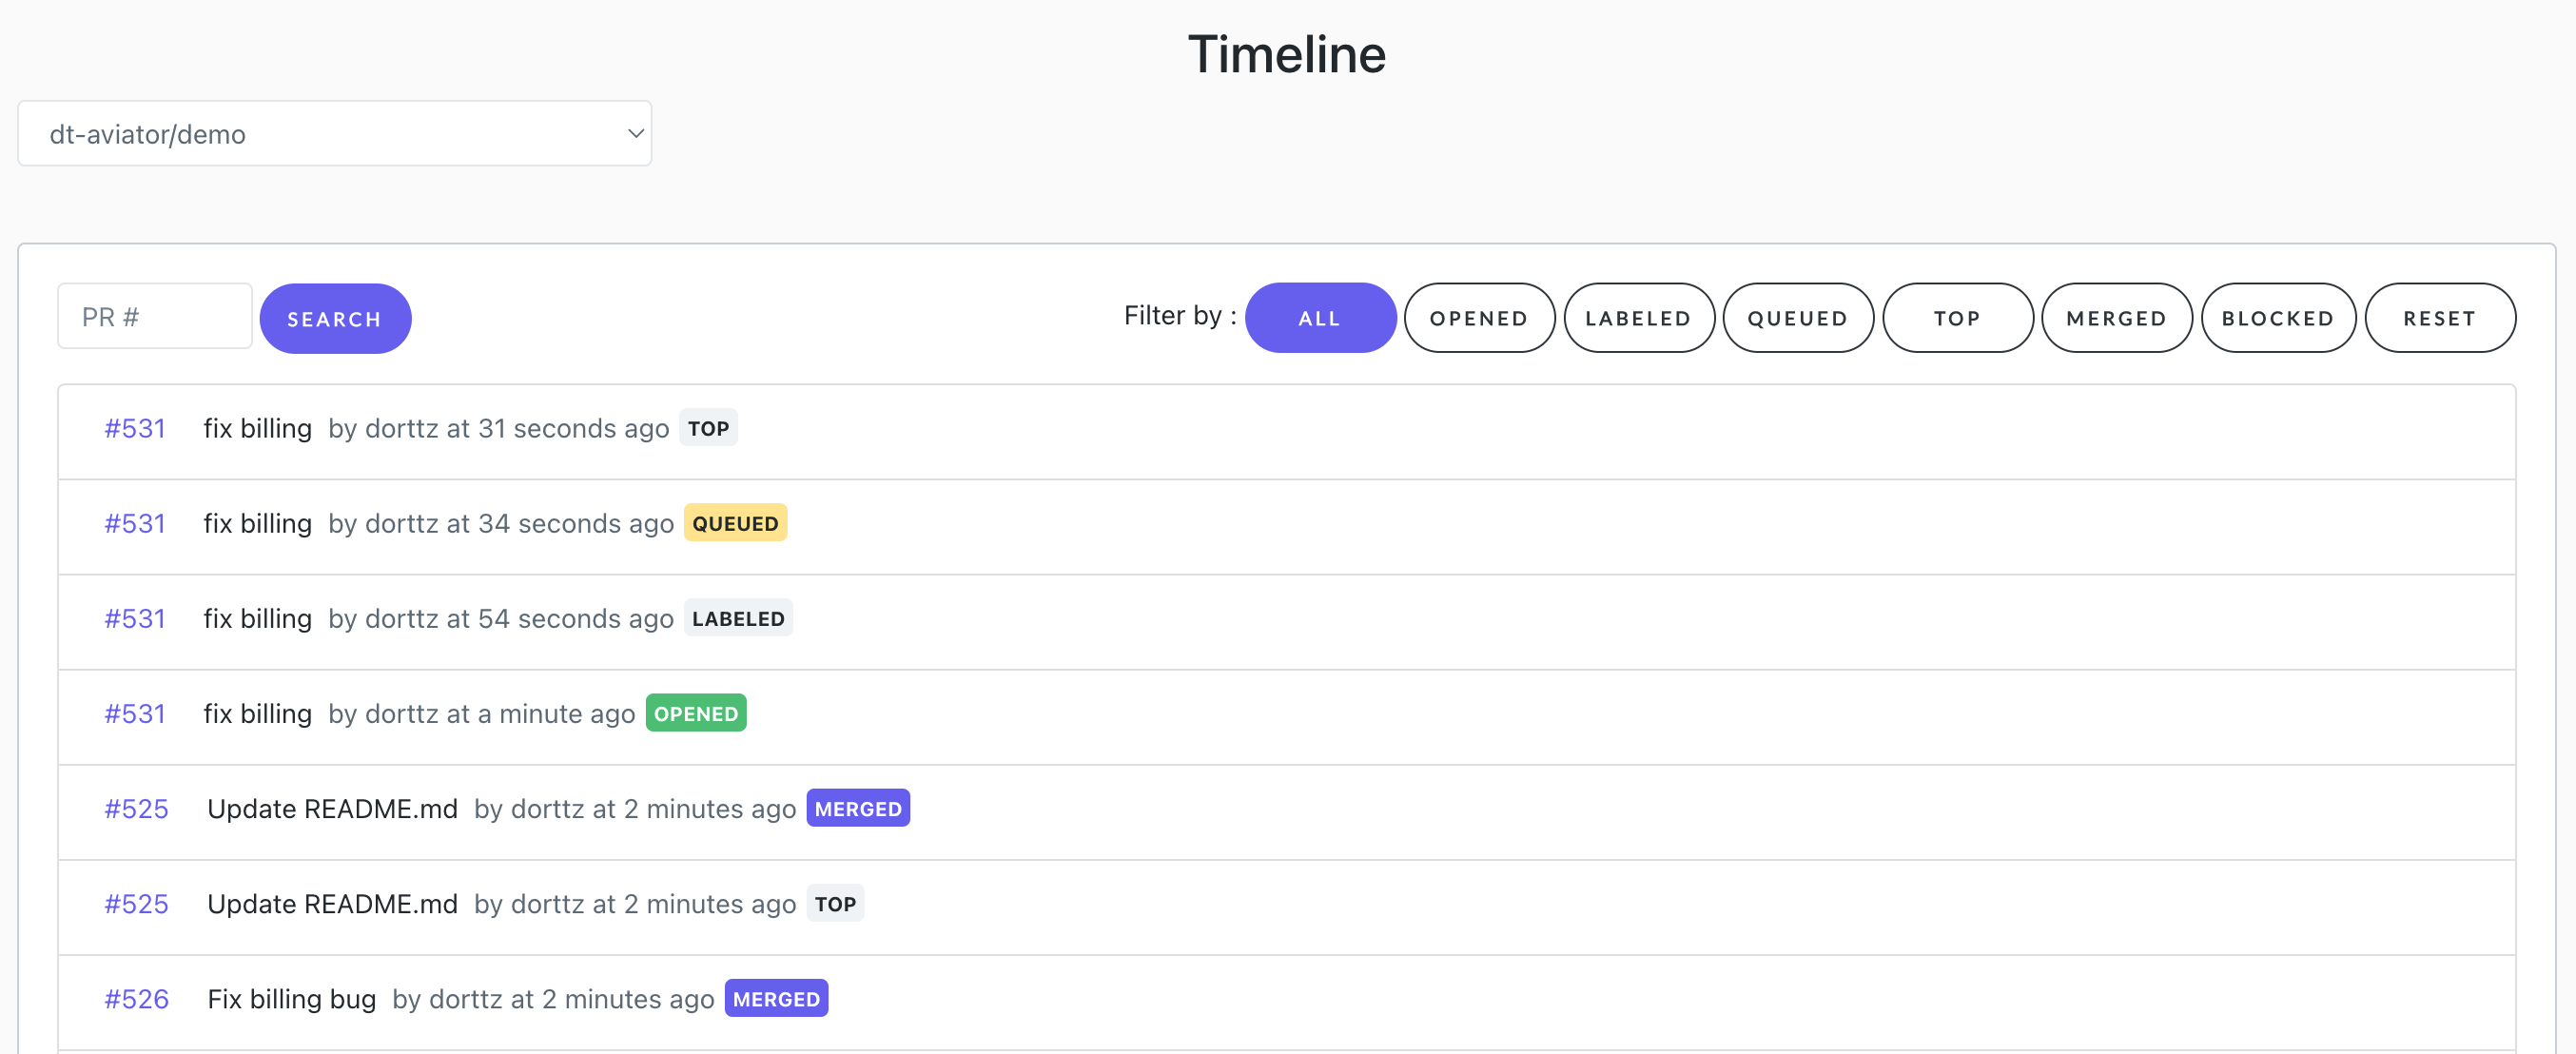 Timeline
dt-aviator/demo
PR # SEARCH Filter by : ALL OPENED LABELED QUEUED TOP MERGED BLOCKED RESET
#531 fix billing by dorttz at 31 seconds ago TOP
#531 fix billing by dorttz at 34 seconds ago QUEUED
#531 fix billing by dorttz at 54 seconds ago LABELED
#531 fix billing by dorttz at a minute ago OPENED
#525 Update README.md by dorttz at 2 minutes ago MERGED
#525 Update README.md by dorttz at 2 minutes ago TOP
#526 Fix billing bug by dorttz at 2 minutes ago MERGED